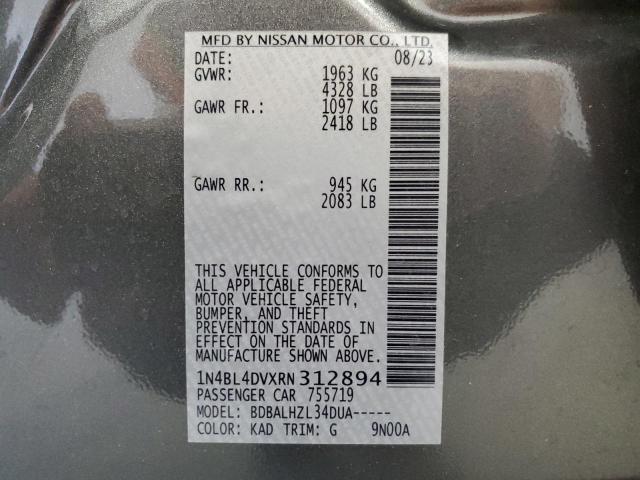 MFD BY NISSAN MOTOR CO., LTD.
DATE: 08/23
GVWR: 1963 KG
4328 LB
GAWR FR.: 1097 KG
2418 LB
GAWR RR.: 945 KG
2083 LB
THIS VEHICLE CONFORMS TO
ALL APPLICABLE FEDERAL
MOTOR VEHICLE SAFETY,
BUMPER, AND THEFT
PREVENTION STANDARDS IN
EFFECT ON THE DATE OF
MANUFACTURE SHOWN ABOVE.
1N4BL4DVXRN312894
PASSENGER CAR 755719
MODEL: BDBALHZL34DUA-----
COLOR: KAD TRIM: G 9N00A